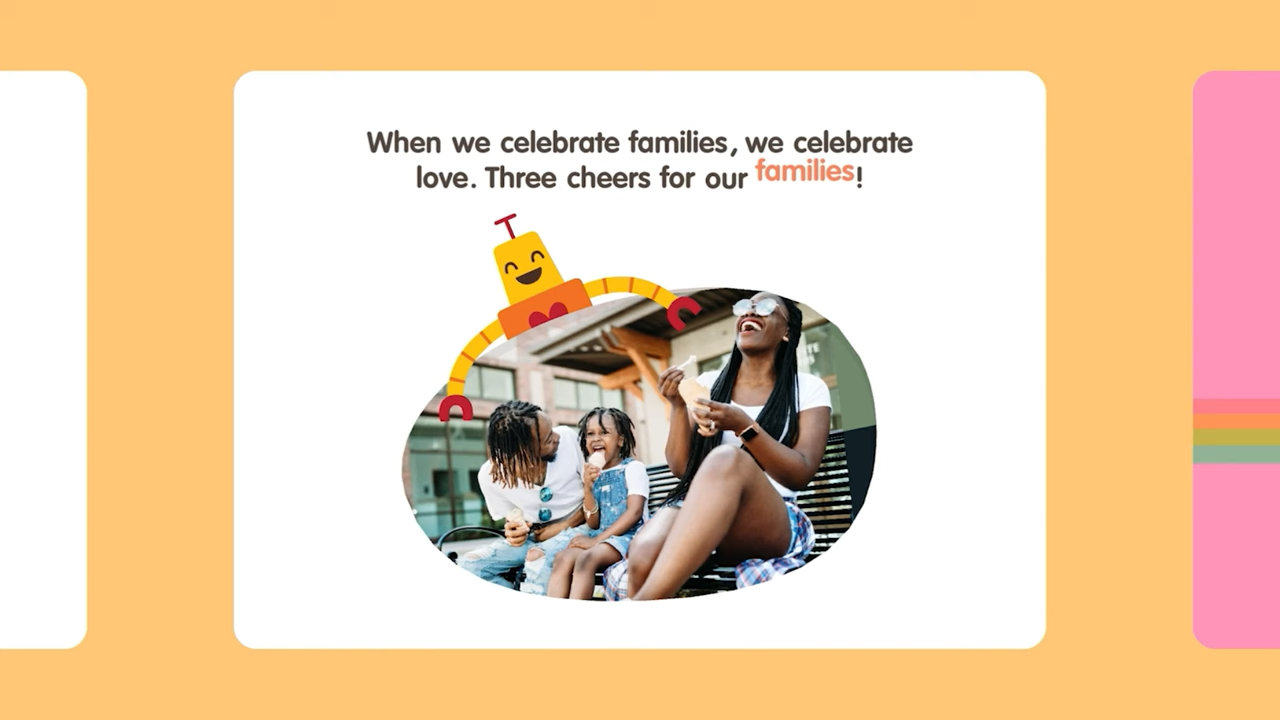 When we celebrate families, we celebrate
love. Three cheers for our families!